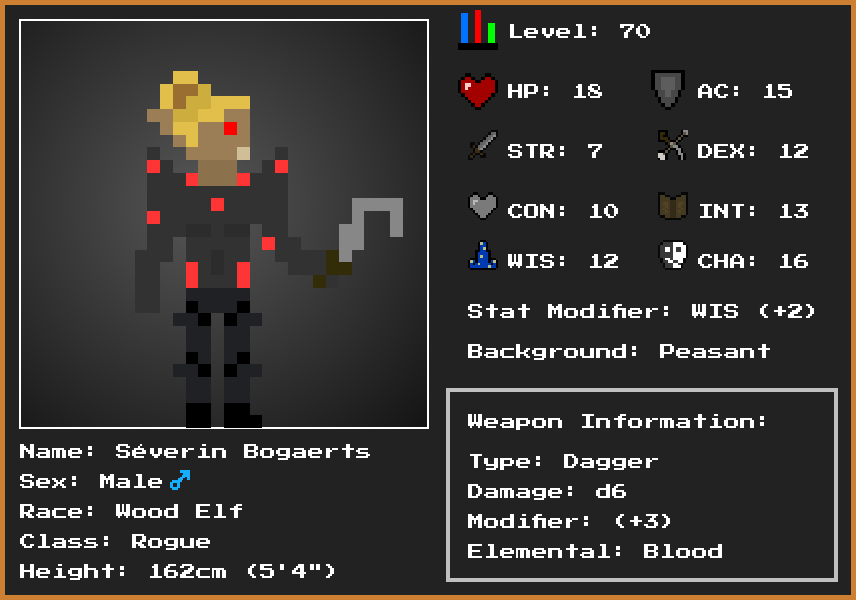 Level: 70
HP: 18
AC: 15
STR: 7
DEX: 12
CON: 10
INT: 13
WIS: 12
CHA: 16
Stat Modifier: WIS (+2)
Background: Peasant
Weapon Information:
Type: Dagger
Damage: d6
Modifier: (+3)
Elemental: Blood
Name: Séverin Bogaerts
Sex: Male♂
Race: Wood Elf
Class: Rogue
Height: 162cm (5'4")